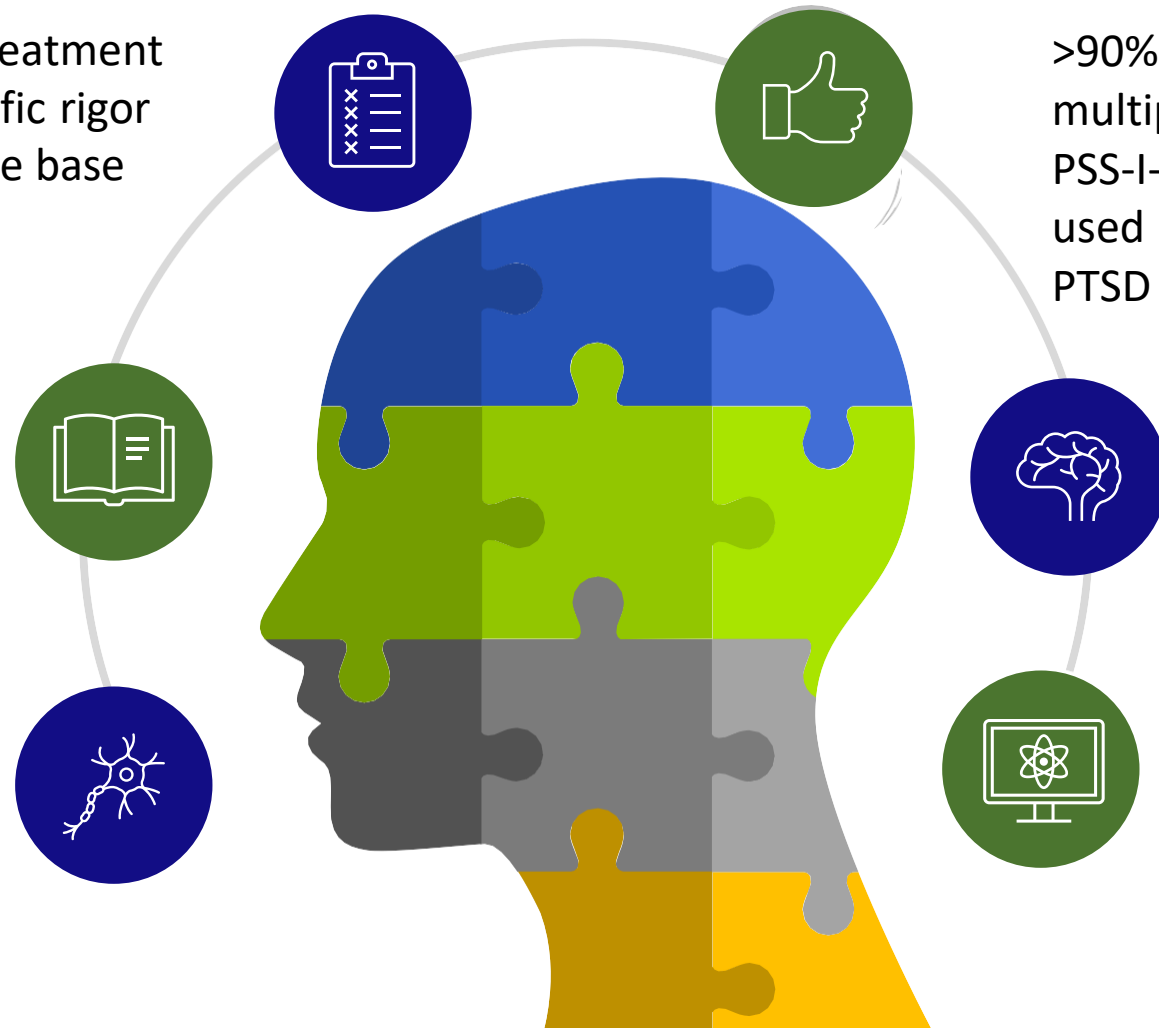 eatment
fic rigor
e base
>90%
multip
PSS-I-
used
PTSD